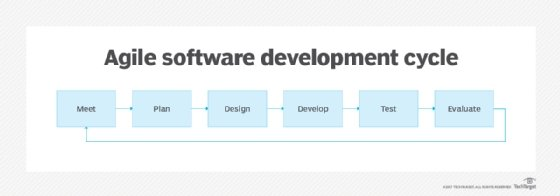 Agile software development cycle
Meet
Plan
Design
Develop
Test
Evaluate
TechTarget